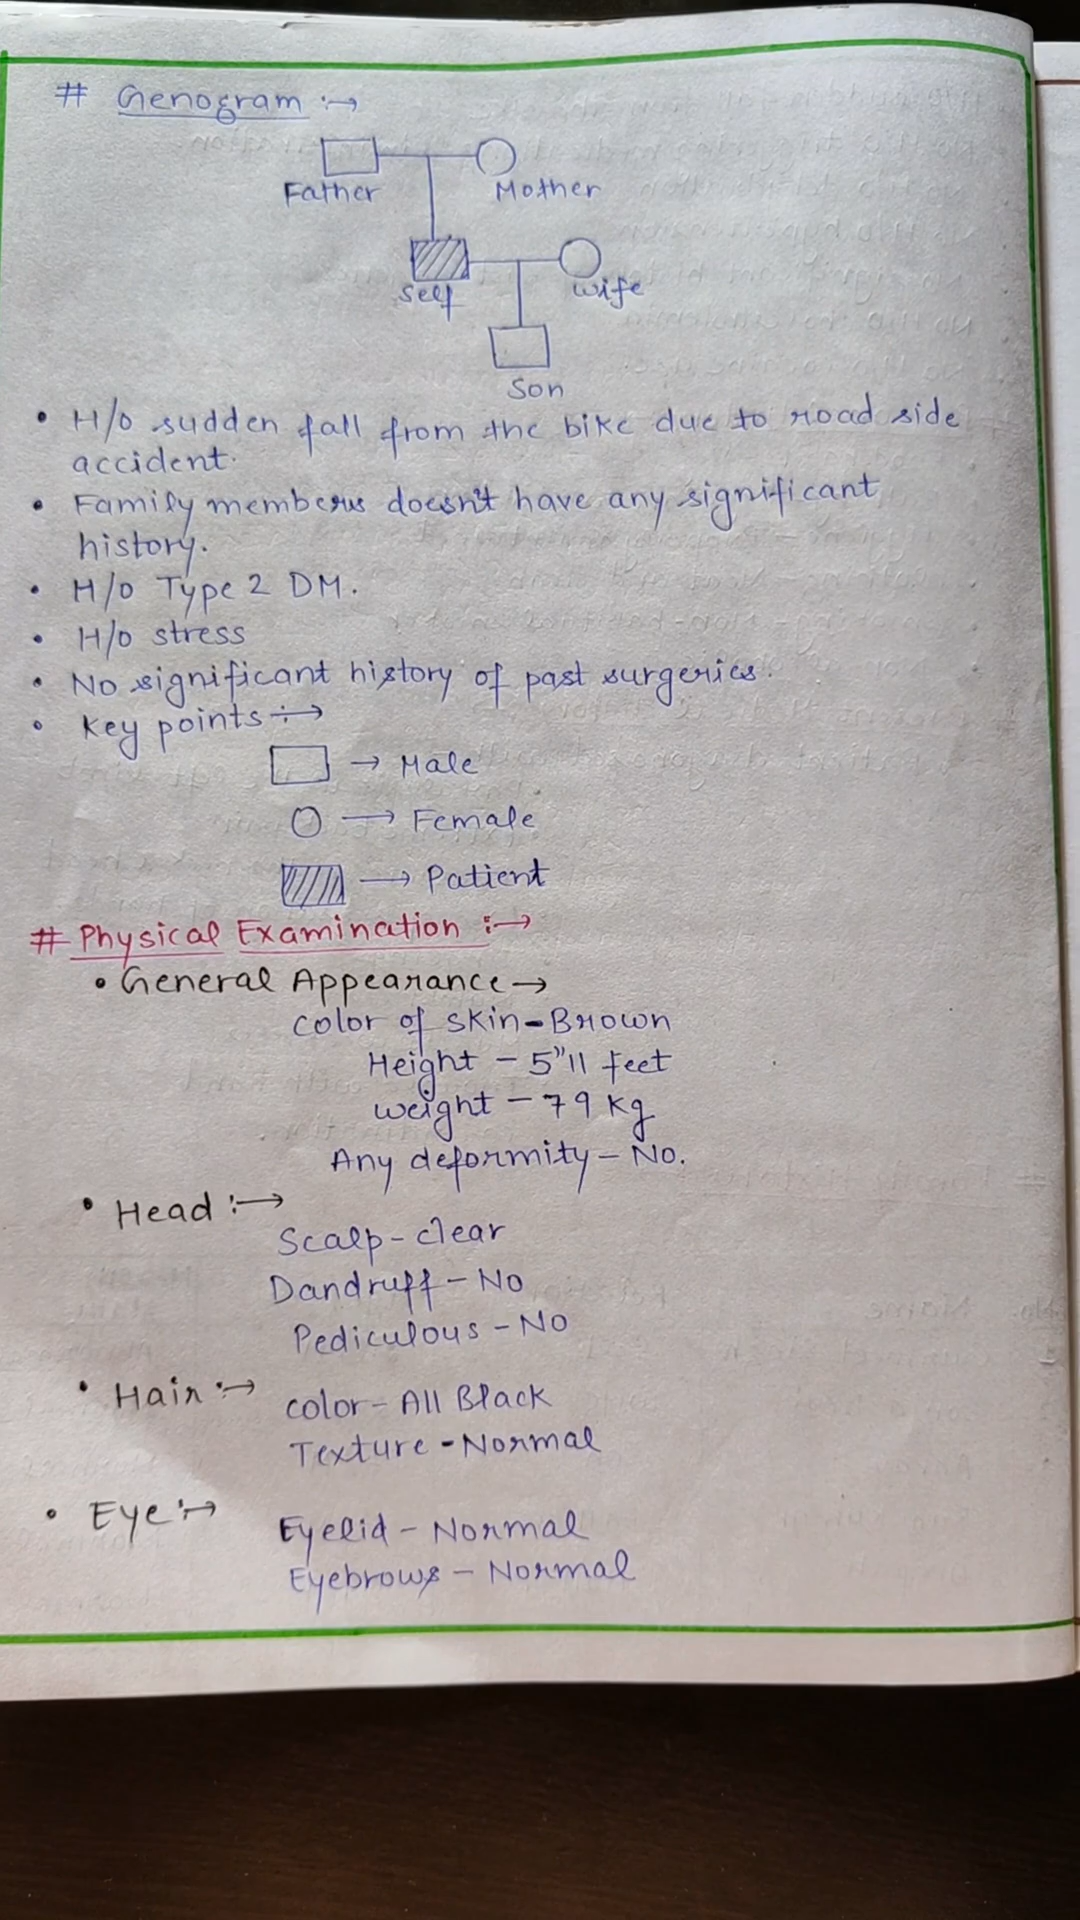 # Genogram :→
Father Mother
Self wife
Son
• H/o sudden fall from the bike due to road side
accident.
• Family members doesn't have any significant
history.
• H/o Type 2 DM.
• H/o stress
• No significant history of past surgeries.
• Key points :→
→ Male
→ Female
→ Patient
# Physical Examination :→
• General Appearance →
color of skin - Brown
Height - 5"11 feet
weight - 79 kg
Any deformity - No.
• Head :→
Scalp - clear
Dandruff - No
Pediculous - No
• Hair :→ color - All Black
Texture - Normal
• Eye :→ Eyelid - Normal
Eyebrows - Normal